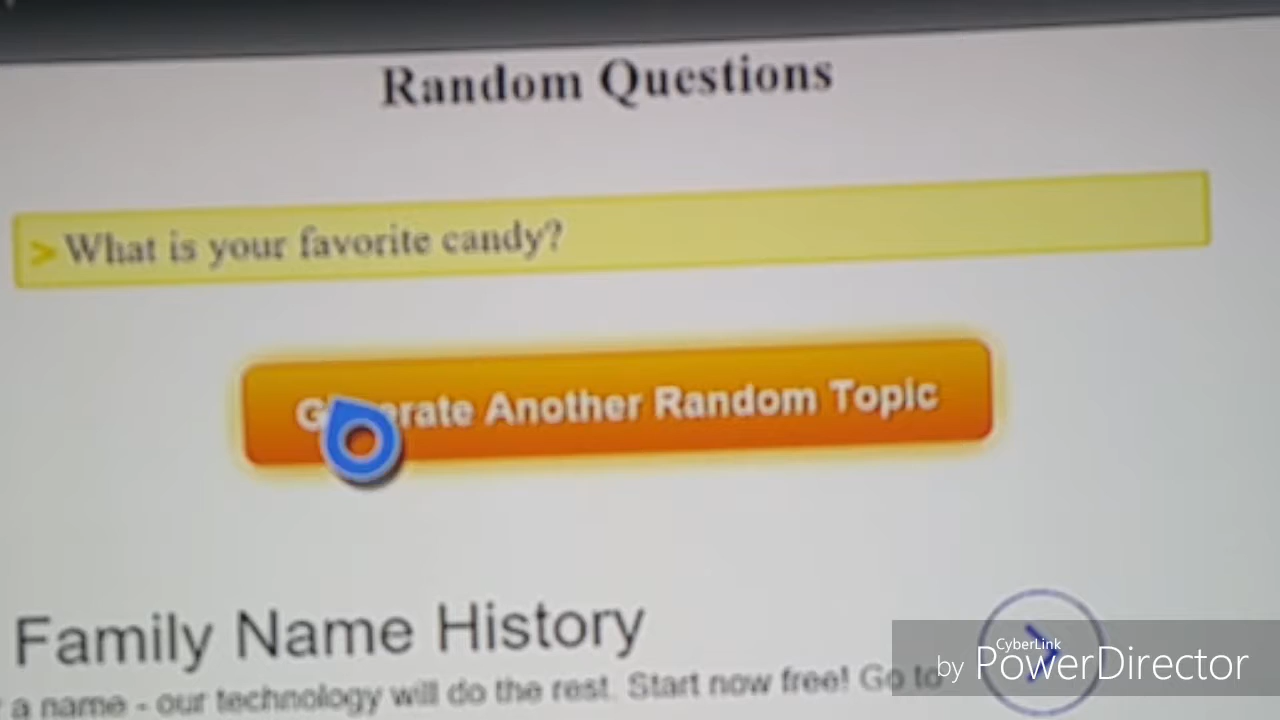 Random Questions
> What is your favorite candy?
Generate Another Random Topic
Family Name History
a name - our technology will do the rest. Start now free! Go to
CyberLink
by PowerDirector